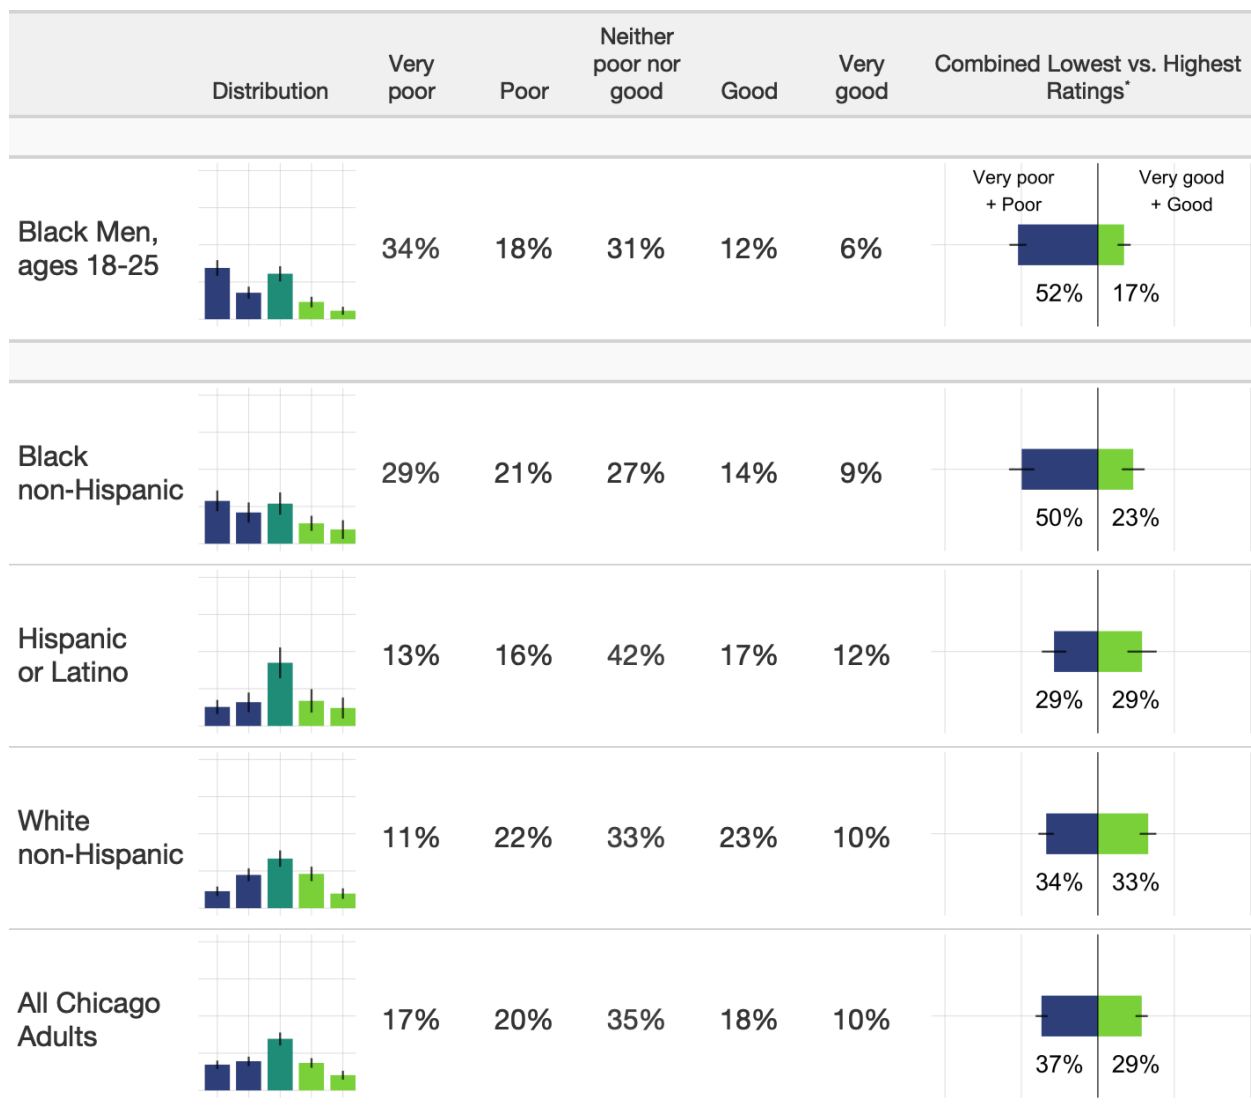 Distribution
Very
poor
Poor
Neither
poor nor
good
Good
Very
good
Combined Lowest vs. Highest
Ratings*
Black Men,
ages 18-25
34%
18%
31%
12%
6%
Very poor
+ Poor
Very good
+ Good
52%
17%
Black
non-Hispanic
29%
21%
27%
14%
9%
50%
23%
Hispanic
or Latino
13%
16%
42%
17%
12%
29%
29%
White
non-Hispanic
11%
22%
33%
23%
10%
34%
33%
All Chicago
Adults
17%
20%
35%
18%
10%
37%
29%